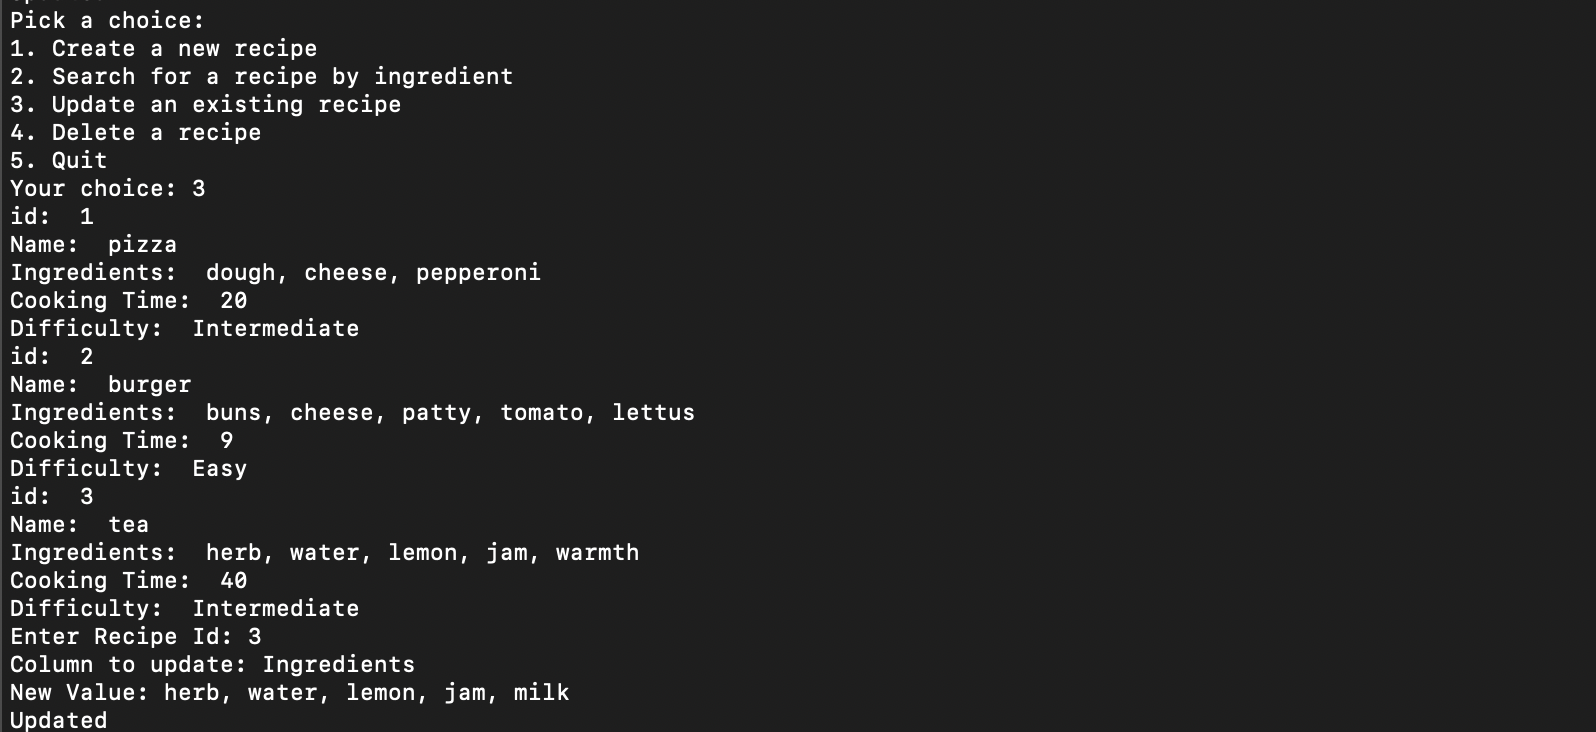 Pick a choice:
1. Create a new recipe
2. Search for a recipe by ingredient
3. Update an existing recipe
4. Delete a recipe
5. Quit
Your choice: 3
id:  1
Name:  pizza
Ingredients:  dough, cheese, pepperoni
Cooking Time:  20
Difficulty:  Intermediate
id:  2
Name:  burger
Ingredients:  buns, cheese, patty, tomato, lettus
Cooking Time:  9
Difficulty:  Easy
id:  3
Name:  tea
Ingredients:  herb, water, lemon, jam, warmth
Cooking Time:  40
Difficulty:  Intermediate
Enter Recipe Id: 3
Column to update: Ingredients
New Value: herb, water, lemon, jam, milk
Updated